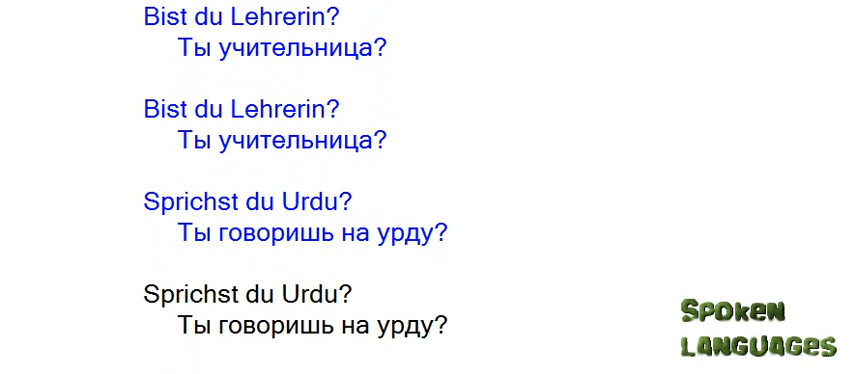 Bist du Lehrerin?
Ты учительница?
Bist du Lehrerin?
Ты учительница?
Sprichst du Urdu?
Ты говоришь на урду?
Sprichst du Urdu?
Ты говоришь на урду?
Spoken
Languages